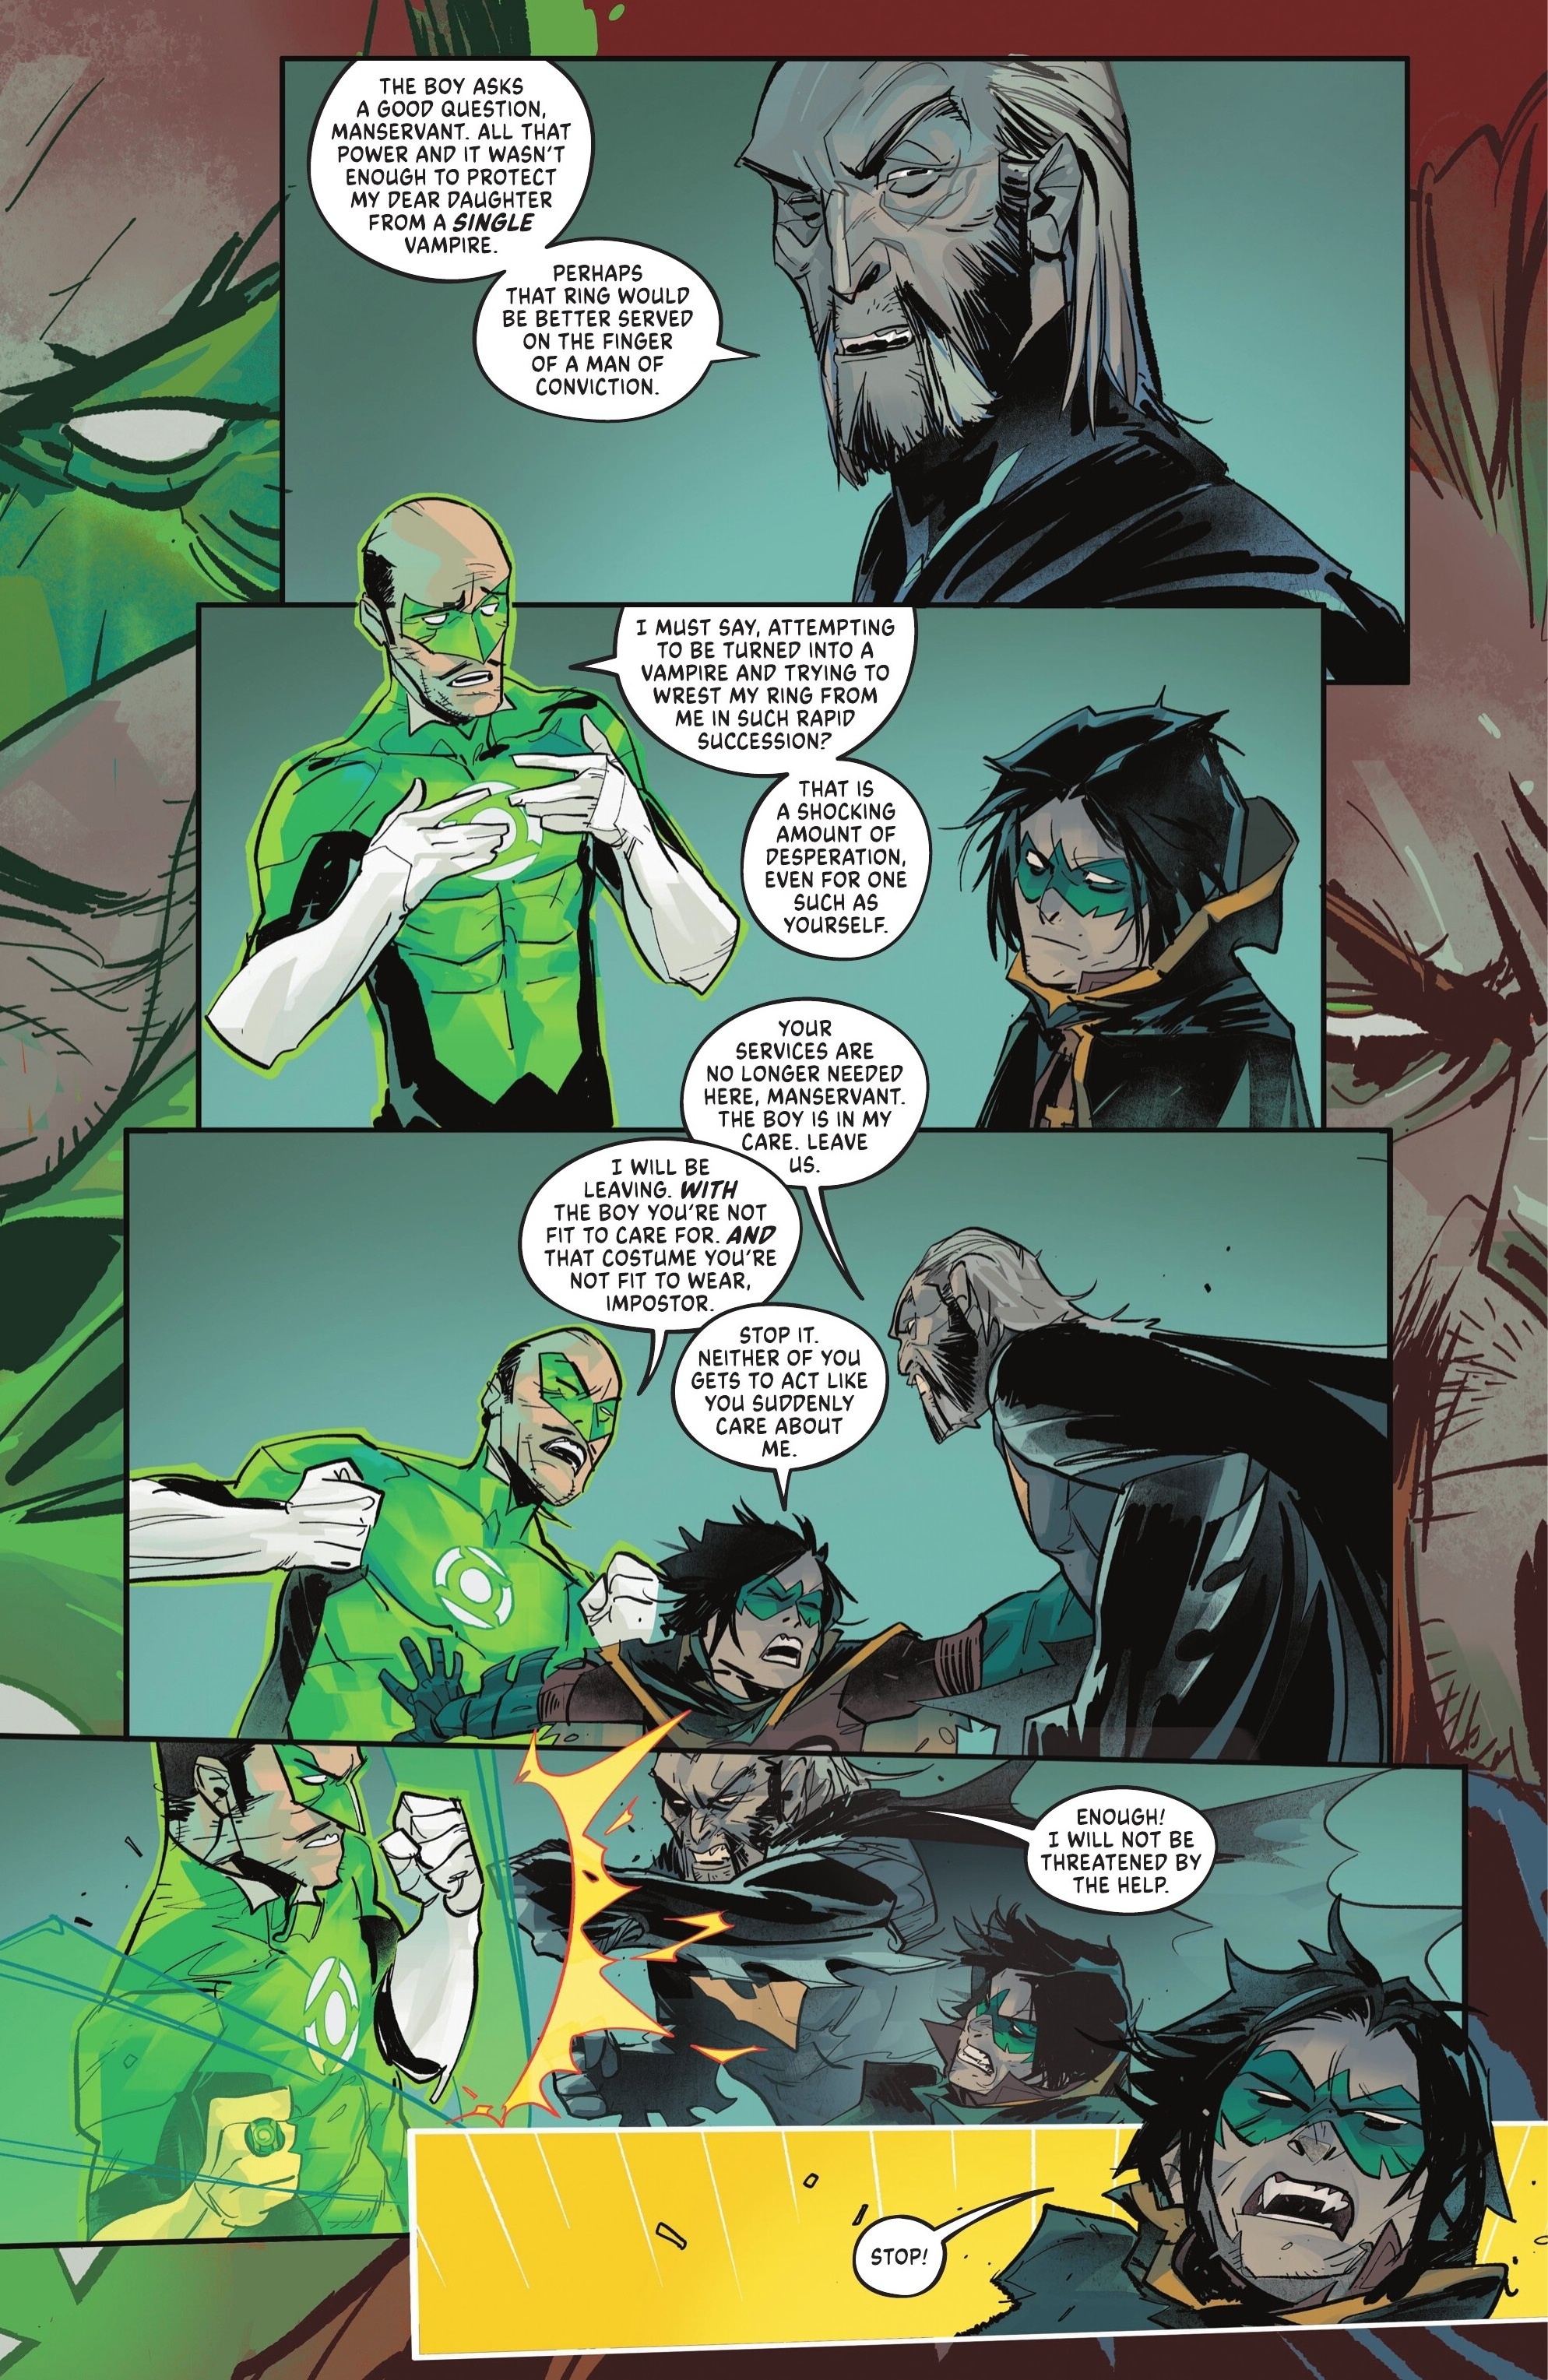 THE BOY ASKS
A GOOD QUESTION,
MANSERVANT. ALL THAT
POWER AND IT WASN'T
ENOUGH TO PROTECT
MY DEAR DAUGHTER
FROM A SINGLE
VAMPIRE.
PERHAPS
THAT RING WOULD
BE BETTER SERVED
ON THE FINGER
OF A MAN OF
CONVICTION.
I MUST SAY, ATTEMPTING
TO BE TURNED INTO A
VAMPIRE AND TRYING TO
WREST MY RING FROM
ME IN SUCH RAPID
SUCCESSION?
THAT IS
A SHOCKING
AMOUNT OF
DESPERATION,
EVEN FOR ONE
SUCH AS
YOURSELF.
YOUR
SERVICES ARE
NO LONGER NEEDED
HERE, MANSERVANT.
THE BOY IS IN MY
CARE. LEAVE
US.
I WILL BE
LEAVING. WITH
THE BOY YOU'RE NOT
FIT TO CARE FOR. AND
THAT COSTUME YOU'RE
NOT FIT TO WEAR,
IMPOSTOR.
STOP IT.
NEITHER OF YOU
GETS TO ACT LIKE
YOU SUDDENLY
CARE ABOUT
ME.
ENOUGH!
I WILL NOT BE
THREATENED BY
THE HELP.
STOP!